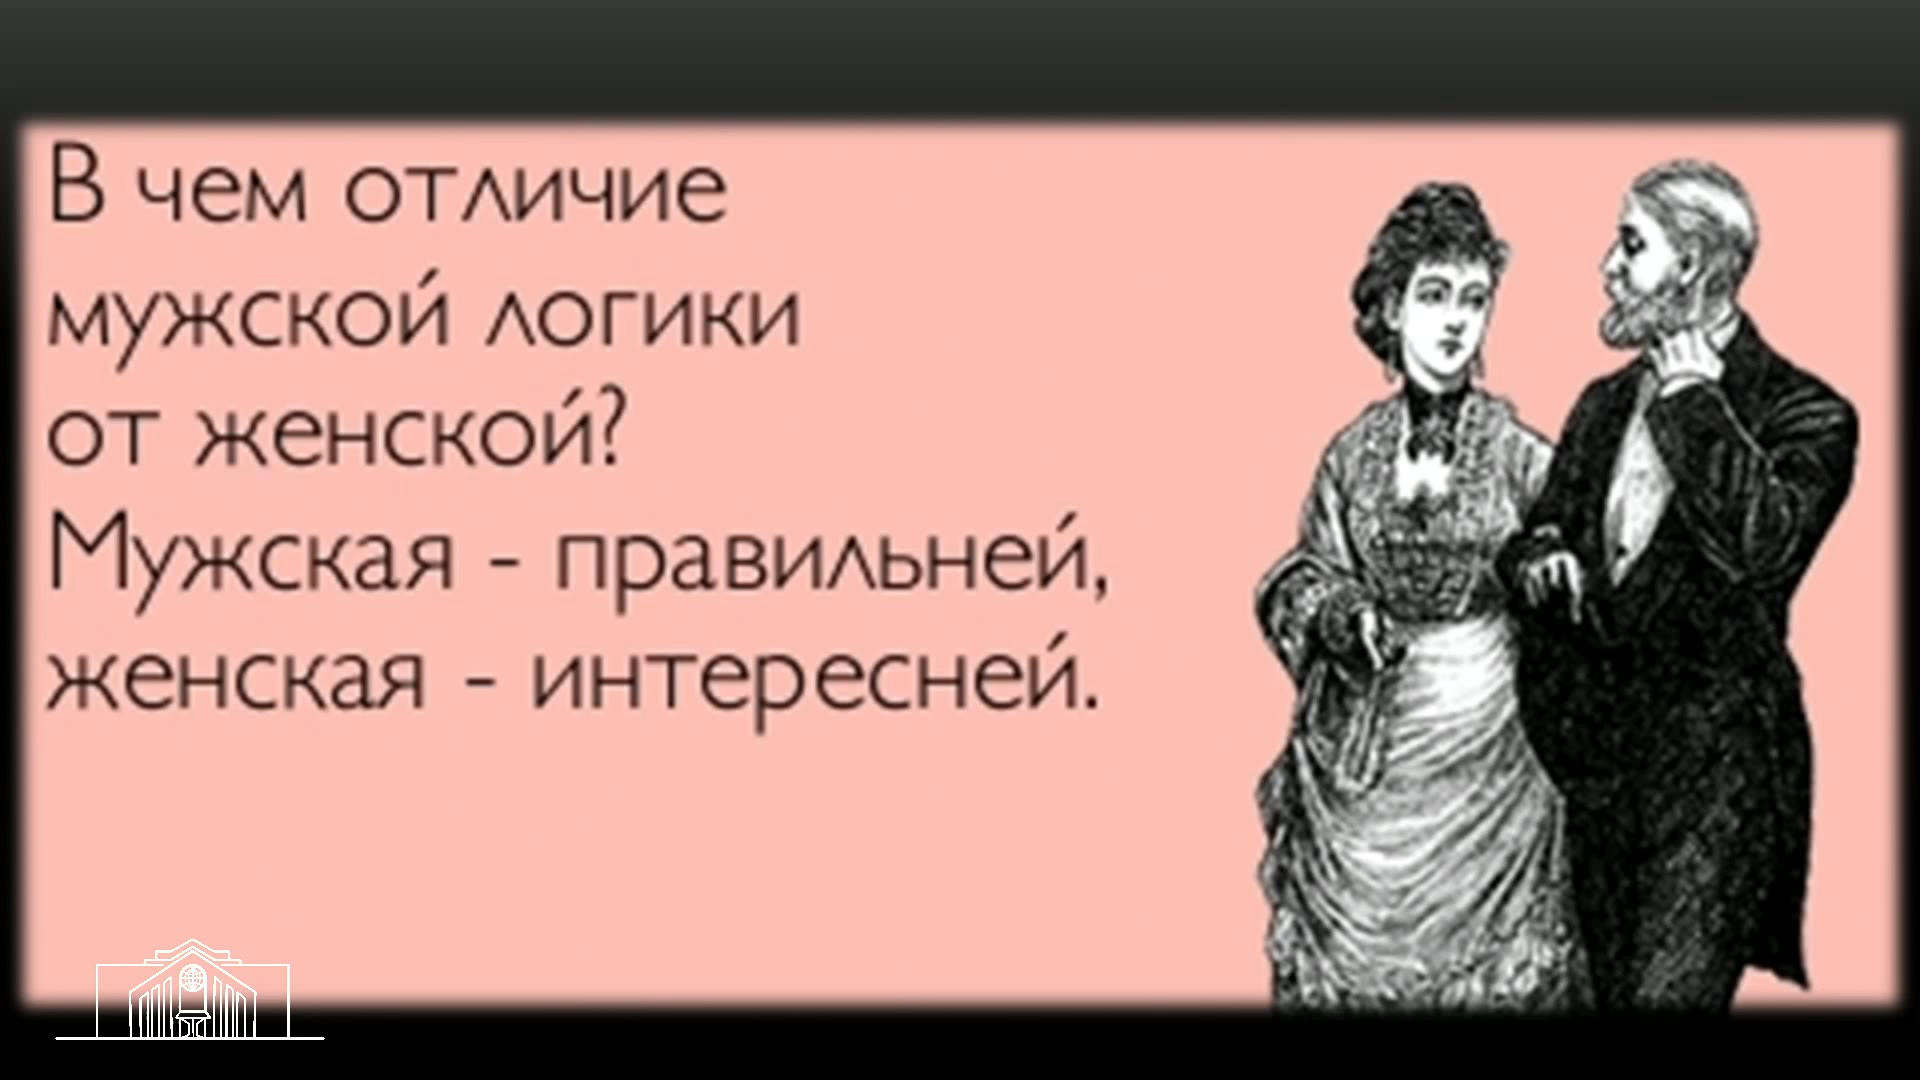 В чем отличие
мужской логики
от женской?
Мужская - правильней,
женская - интересней.